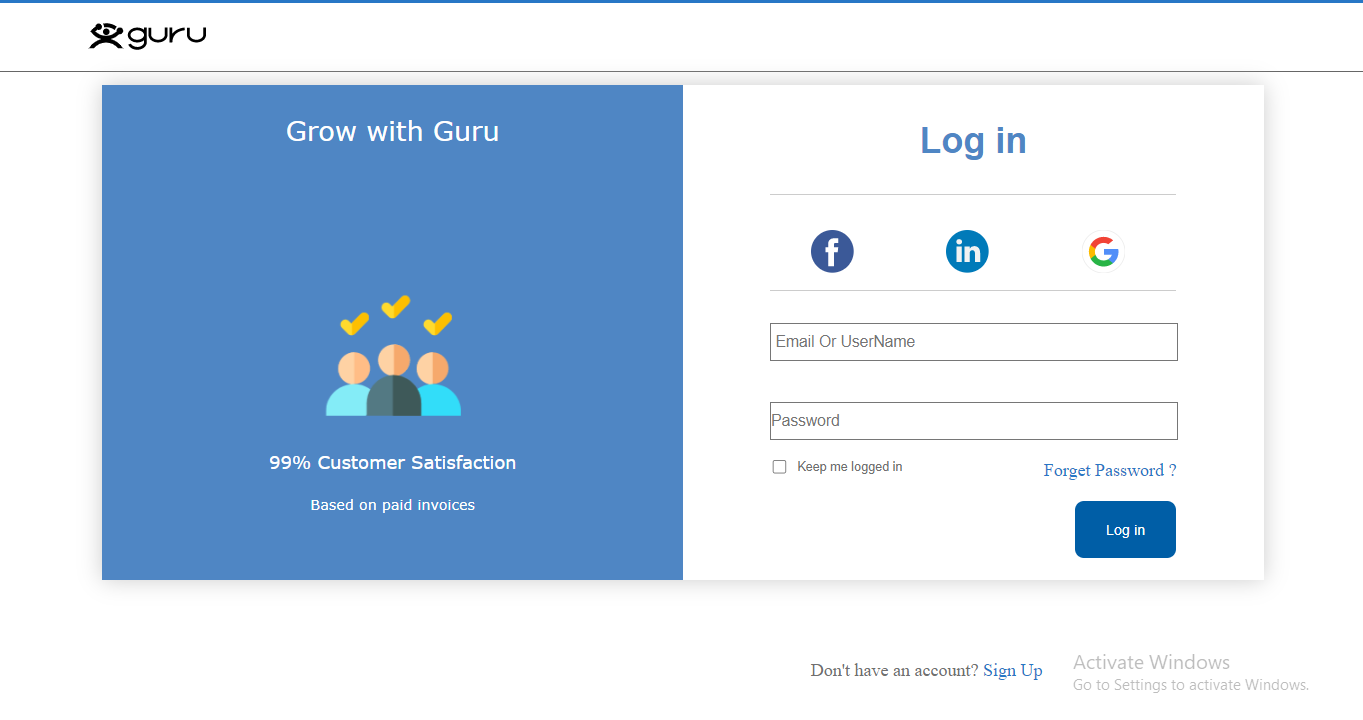 guru
Grow with Guru
99% Customer Satisfaction
Based on paid invoices
Log in
f
in
G
Email Or UserName
Password
Keep me logged in
Forget Password ?
Log in
Don't have an account? Sign Up
Activate Windows
Go to Settings to activate Windows.